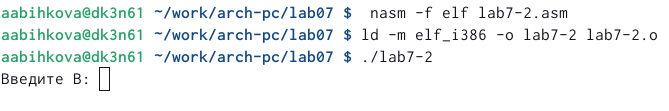 aabihkova@dk3n61 ~/work/arch-pc/lab07 $  nasm -f elf lab7-2.asm
aabihkova@dk3n61 ~/work/arch-pc/lab07 $ ld -m elf_i386 -o lab7-2 lab7-2.o
aabihkova@dk3n61 ~/work/arch-pc/lab07 $ ./lab7-2
Введите В: